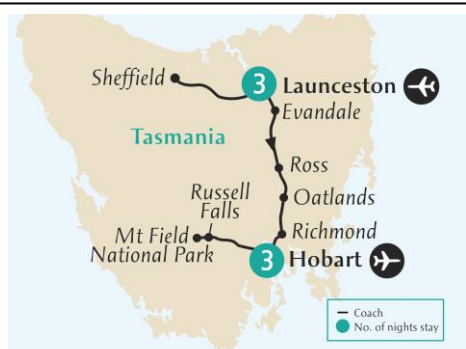 Sheffield
3
Launceston
Evandale
Tasmania
Ross
Russell
Falls
Oatlands
Mt Field
National Park
Richmond
3
Hobart
Coach
No. of nights stay